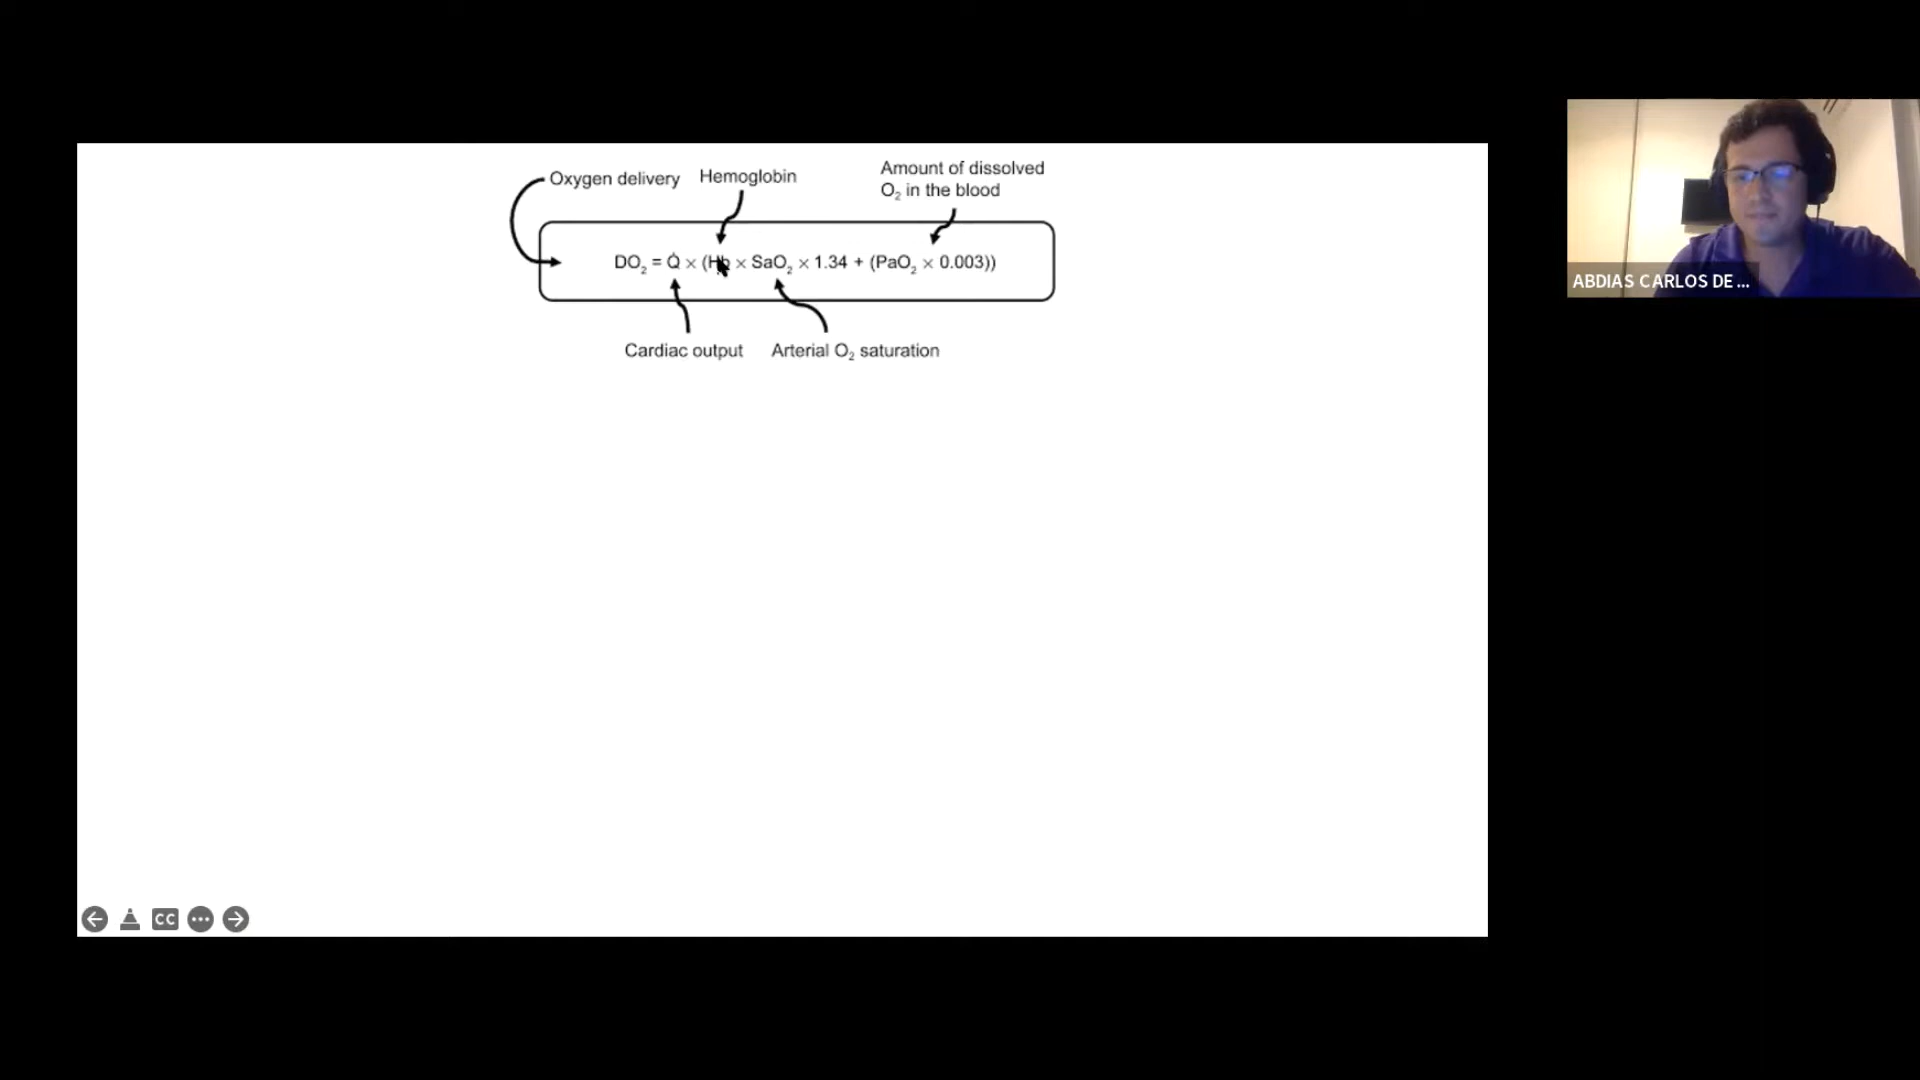 Oxygen delivery
Hemoglobin
Amount of dissolved
O₂ in the blood
DO₂ = Q̇ × (Hb × SaO₂ × 1.34 + (PaO₂ × 0.003))
Cardiac output
Arterial O₂ saturation
ABDIAS CARLOS DE ...
CC